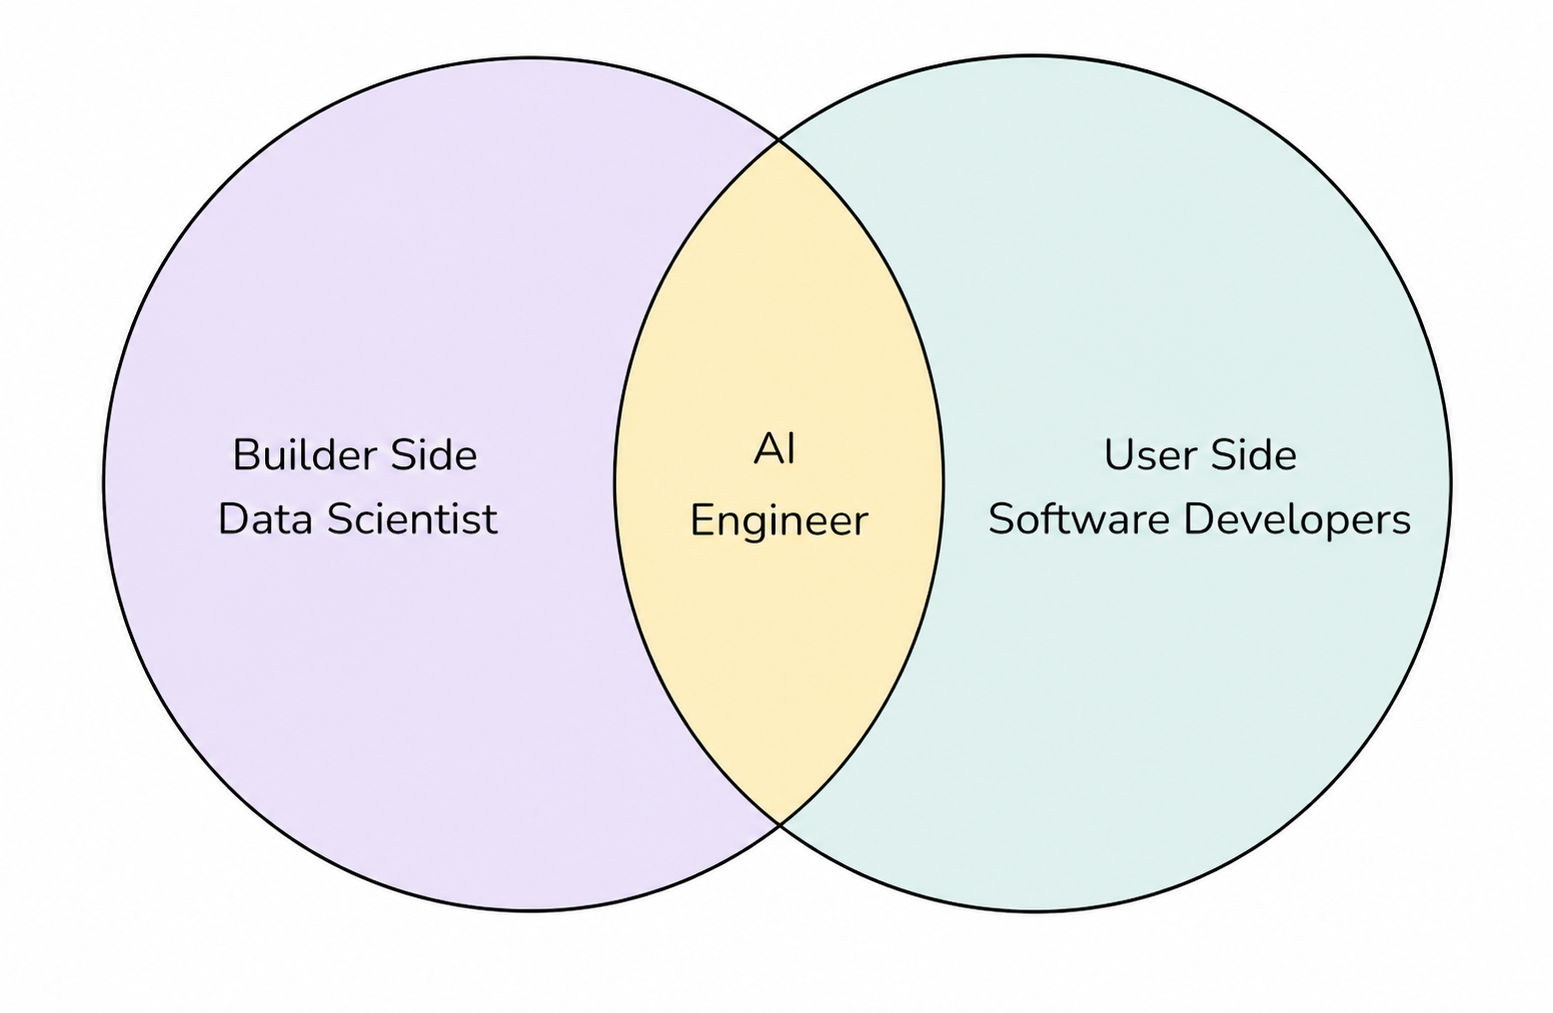 Builder Side
Data Scientist
AI
Engineer
User Side
Software Developers